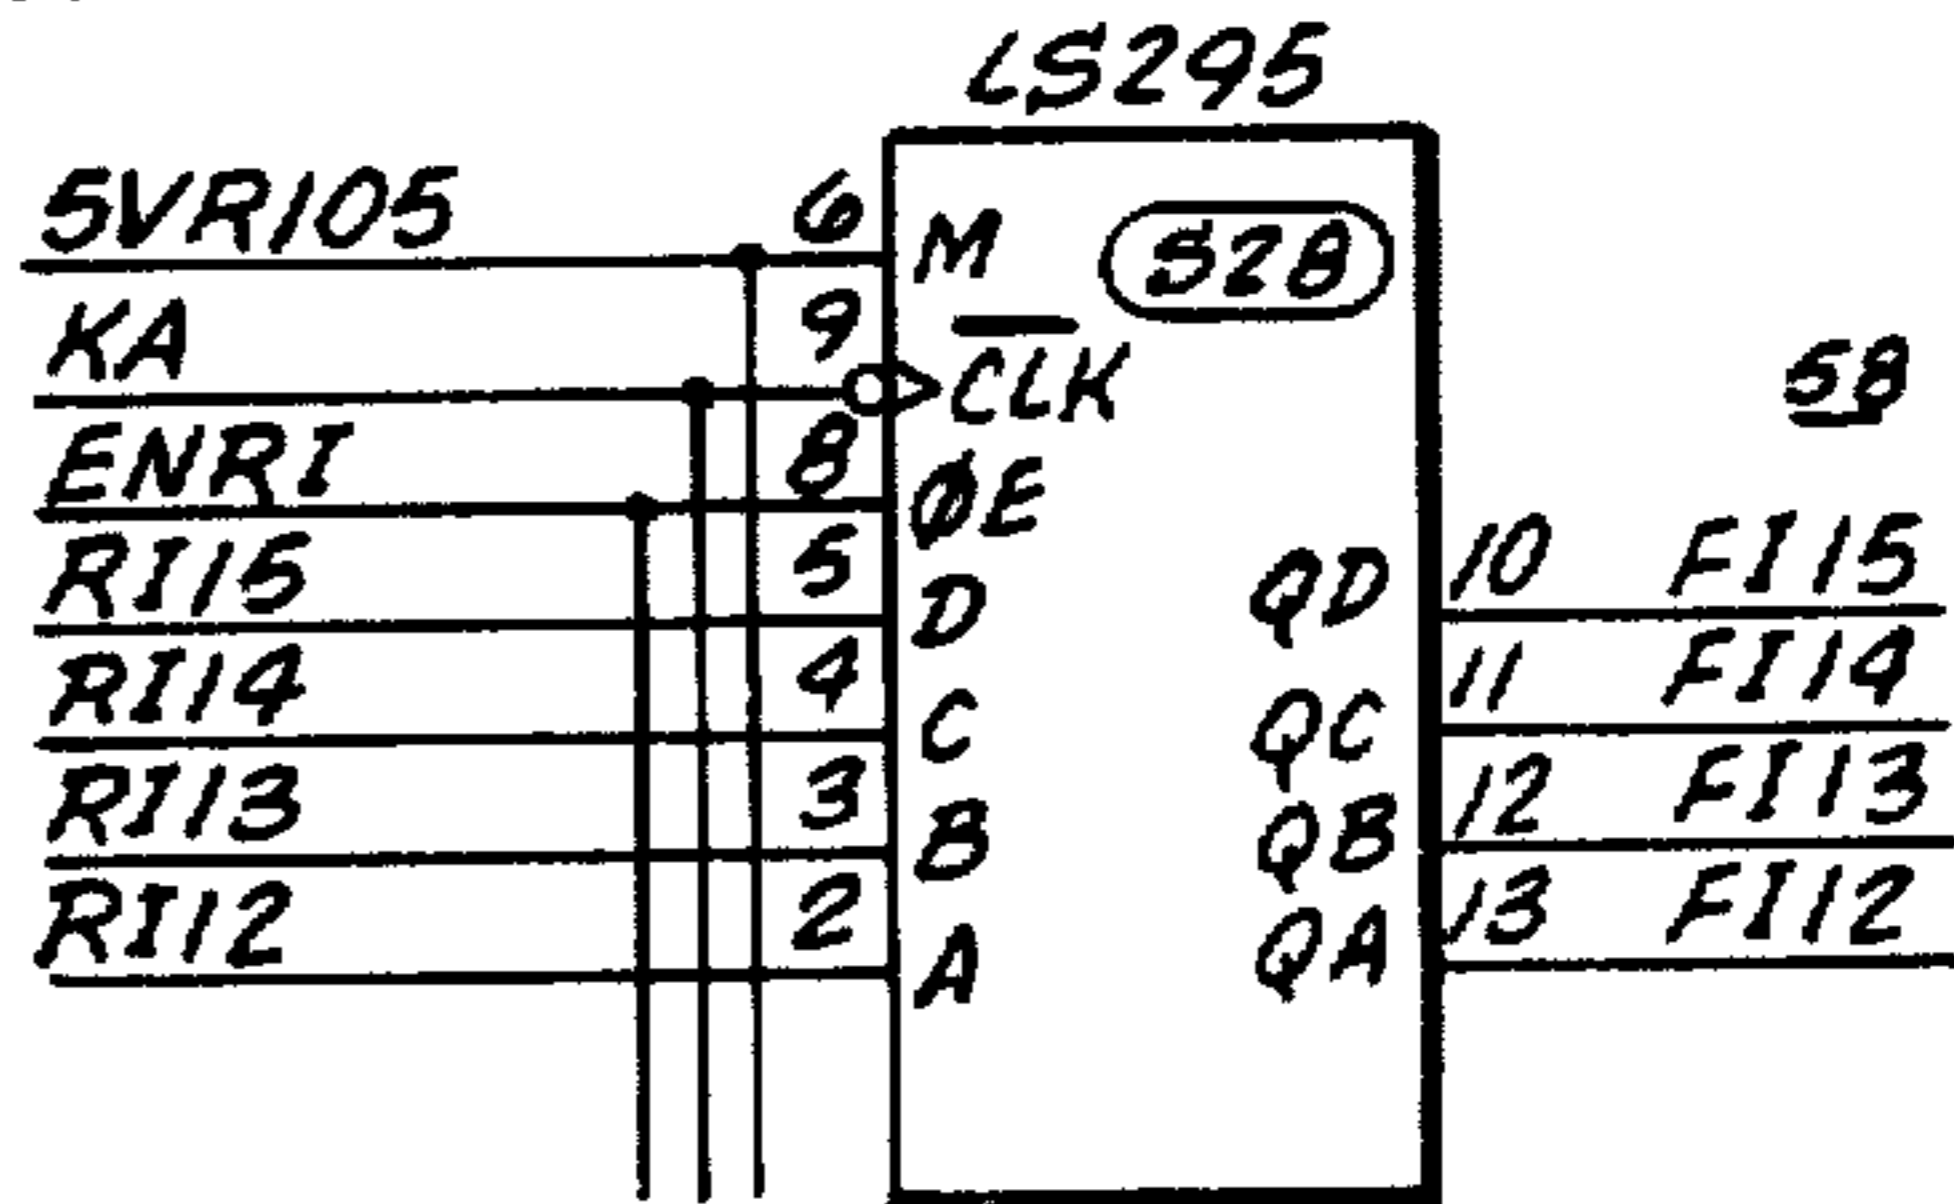 LS295
5VR105 6 M S28
KA 9 CLK
58
ENRI 8 ØE
RI15 5 D QD 10 FI15
RI14 4 C QC 11 FI14
RI13 3 B QB 12 FI13
RI12 2 A QA 13 FI12